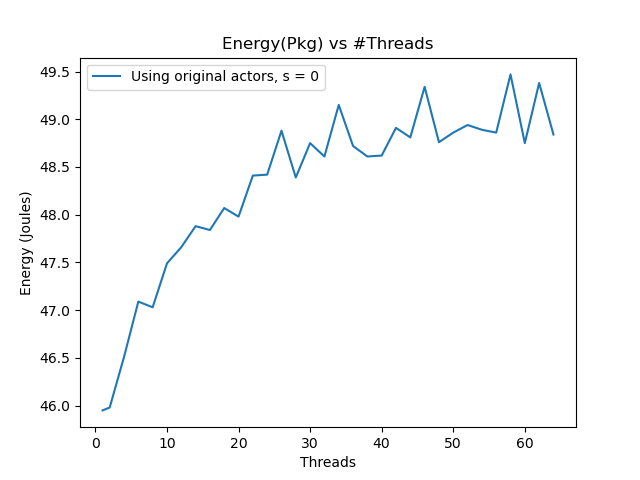 Energy(Pkg) vs #Threads
Using original actors, s = 0
49.5
49.0
48.5
48.0
47.5
47.0
46.5
46.0
Energy (Joules)
0 10 20 30 40 50 60
Threads